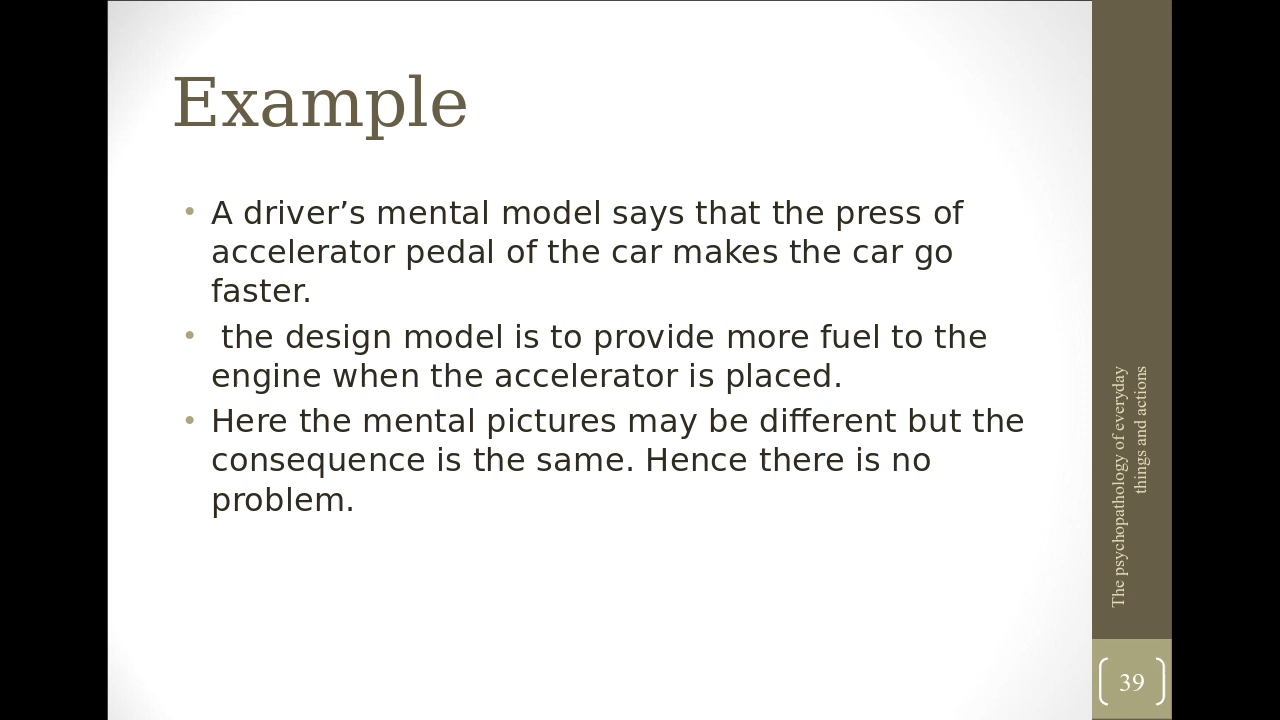 Example
• A driver’s mental model says that the press of
accelerator pedal of the car makes the car go
faster.
• the design model is to provide more fuel to the
engine when the accelerator is placed.
• Here the mental pictures may be different but the
consequence is the same. Hence there is no
problem.
The psychopathology of everyday
things and actions
39